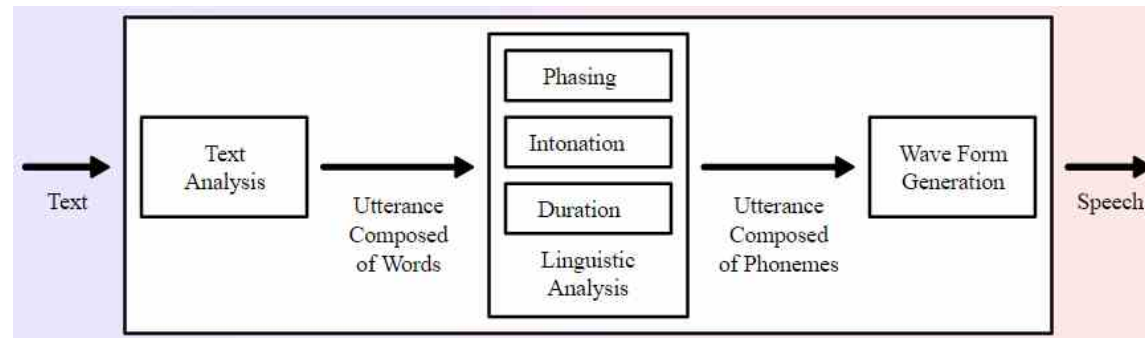 Text
Text
Analysis
Utterance
Composed
of Words
Phasing
Intonation
Duration
Linguistic
Analysis
Utterance
Composed
of Phonemes
Wave Form
Generation
Speech